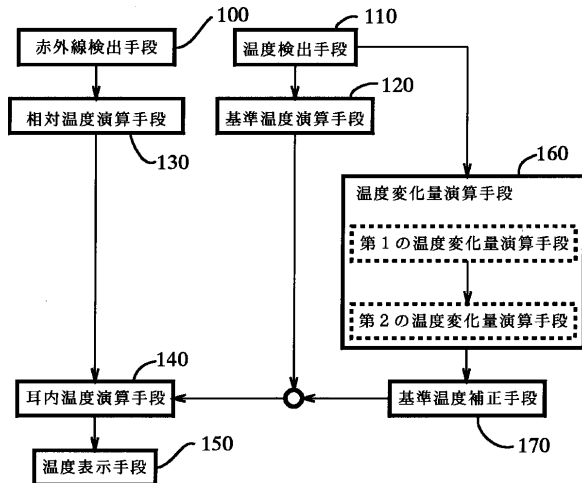 100
赤外線検出手段
110
温度検出手段
120
相対温度演算手段
基準温度演算手段
130
160
温度変化量演算手段
第1の温度変化量演算手段
第2の温度変化量演算手段
140
耳内温度演算手段
基準温度補正手段
150
170
温度表示手段